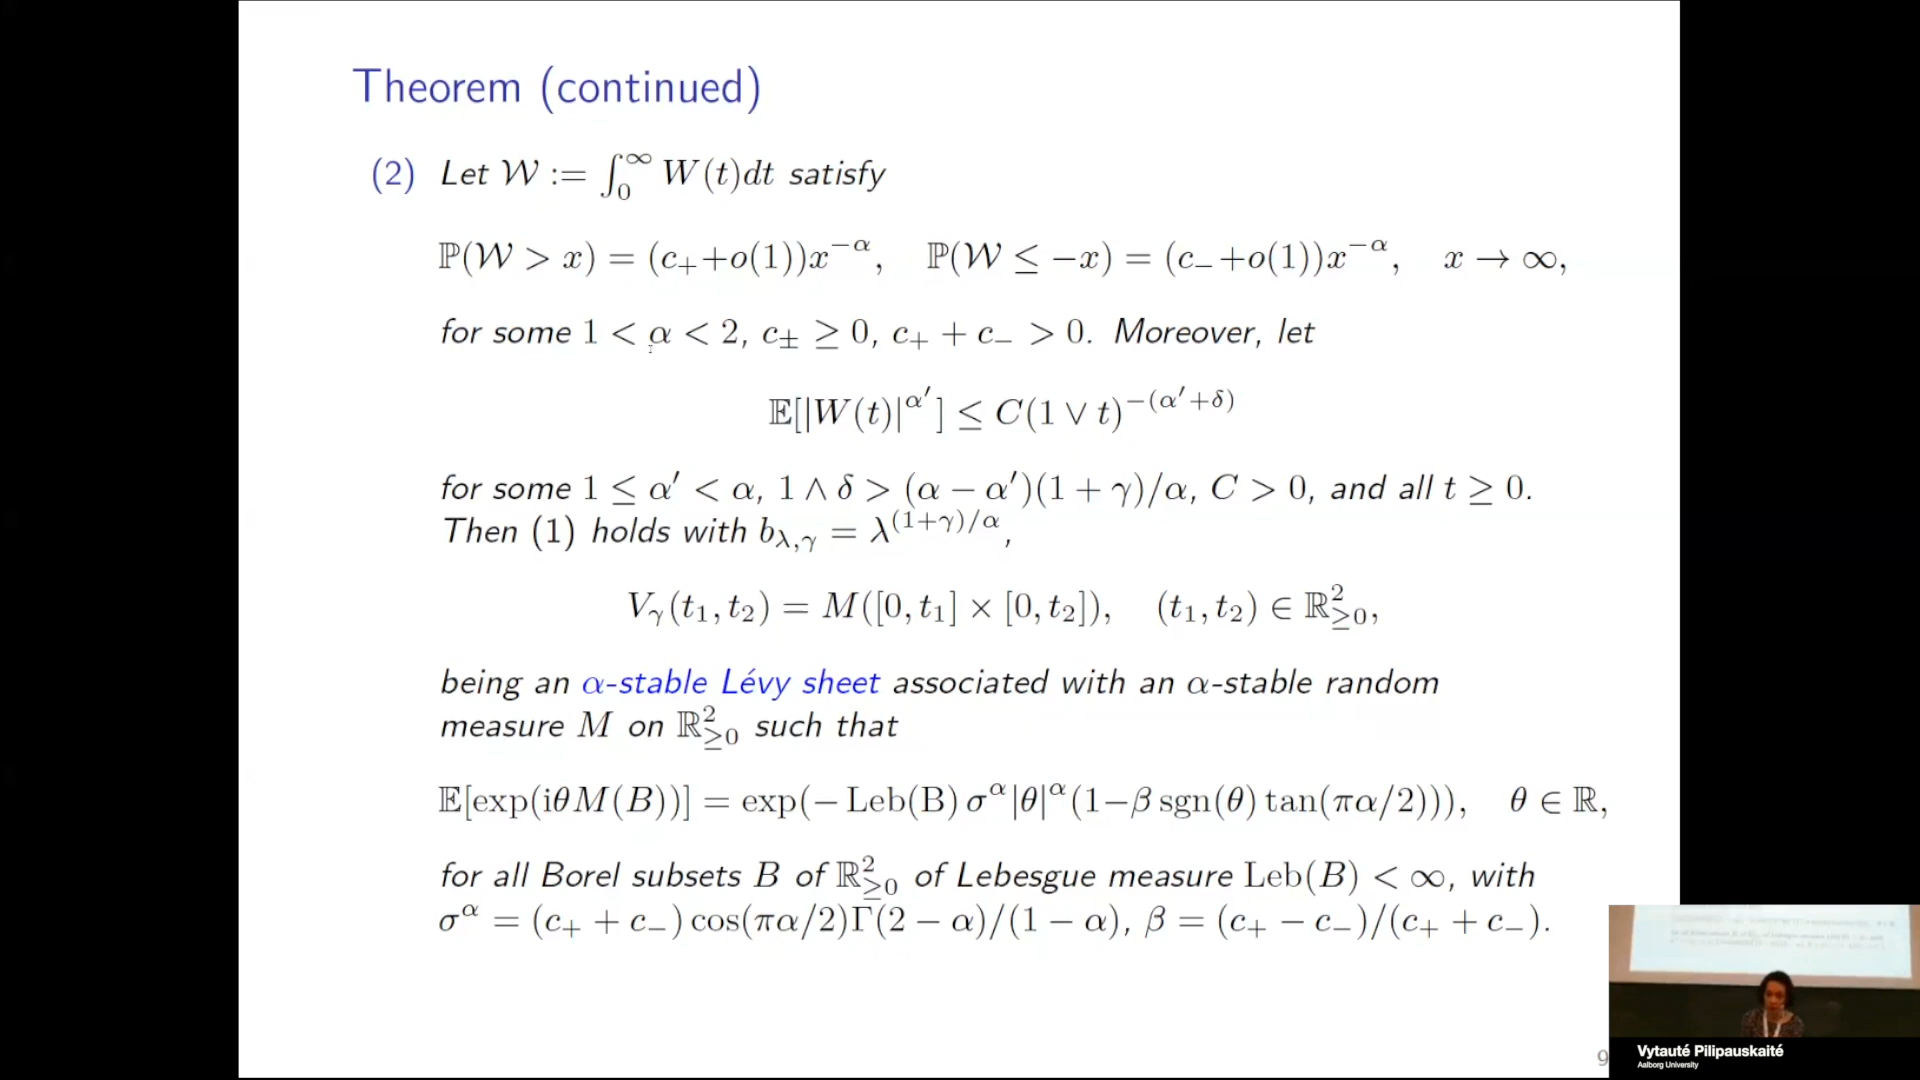 Theorem (continued)
(2) Let 𝒲 := ∫₀^∞ W(t)dt satisfy
ℙ(𝒲 > x) = (c₊+o(1))x^{−α}, ℙ(𝒲 ≤ −x) = (c₋+o(1))x^{−α}, x → ∞,
for some 1 < α < 2, c± ≥ 0, c₊ + c₋ > 0. Moreover, let
𝔼[|W(t)|^{α′}] ≤ C(1 ∨ t)^{−(α′+δ)}
for some 1 ≤ α′ < α, 1 ∧ δ > (α − α′)(1 + γ)/α, C > 0, and all t ≥ 0.
Then (1) holds with b_{λ,γ} = λ^{(1+γ)/α},
V_γ(t₁, t₂) = M([0, t₁] × [0, t₂]), (t₁, t₂) ∈ ℝ²_{≥0},
being an α-stable Lévy sheet associated with an α-stable random
measure M on ℝ²_{≥0} such that
𝔼[exp(iθM(B))] = exp(− Leb(B) σ^α|θ|^α(1−β sgn(θ) tan(πα/2))), θ ∈ ℝ,
for all Borel subsets B of ℝ²_{≥0} of Lebesgue measure Leb(B) < ∞, with
σ^α = (c₊ + c₋) cos(πα/2)Γ(2 − α)/(1 − α), β = (c₊ − c₋)/(c₊ + c₋).
9
Vytauté Pilipauskaité
Aalborg University